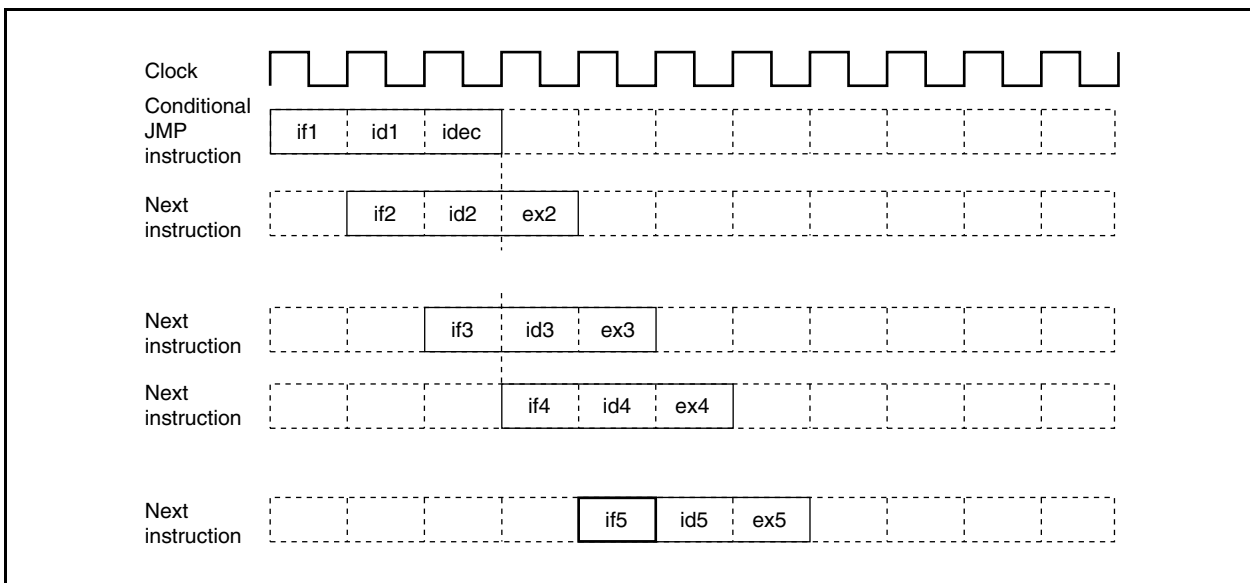 Clock
Conditional
JMP
instruction
if1 id1 idec
Next
instruction
if2 id2 ex2
Next
instruction
if3 id3 ex3
Next
instruction
if4 id4 ex4
Next
instruction
if5 id5 ex5